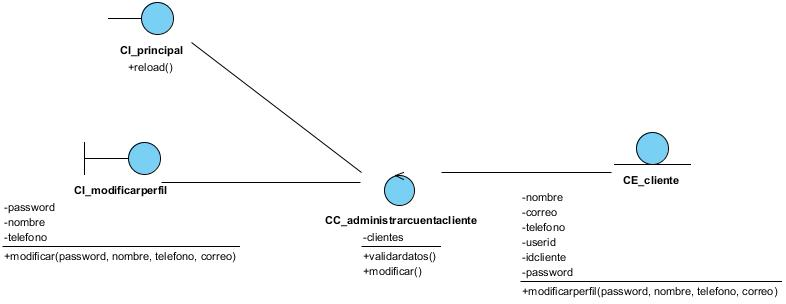 CI_principal
+reload()
CI_modificarperfil
-password
-nombre
-telefono
+modificar(password, nombre, telefono, correo)
CC_administrarcuentacliente
-clientes
+validardatos()
+modificar()
CE_cliente
-nombre
-correo
-telefono
-userid
-idcliente
-password
+modificarperfil(password, nombre, telefono, correo)